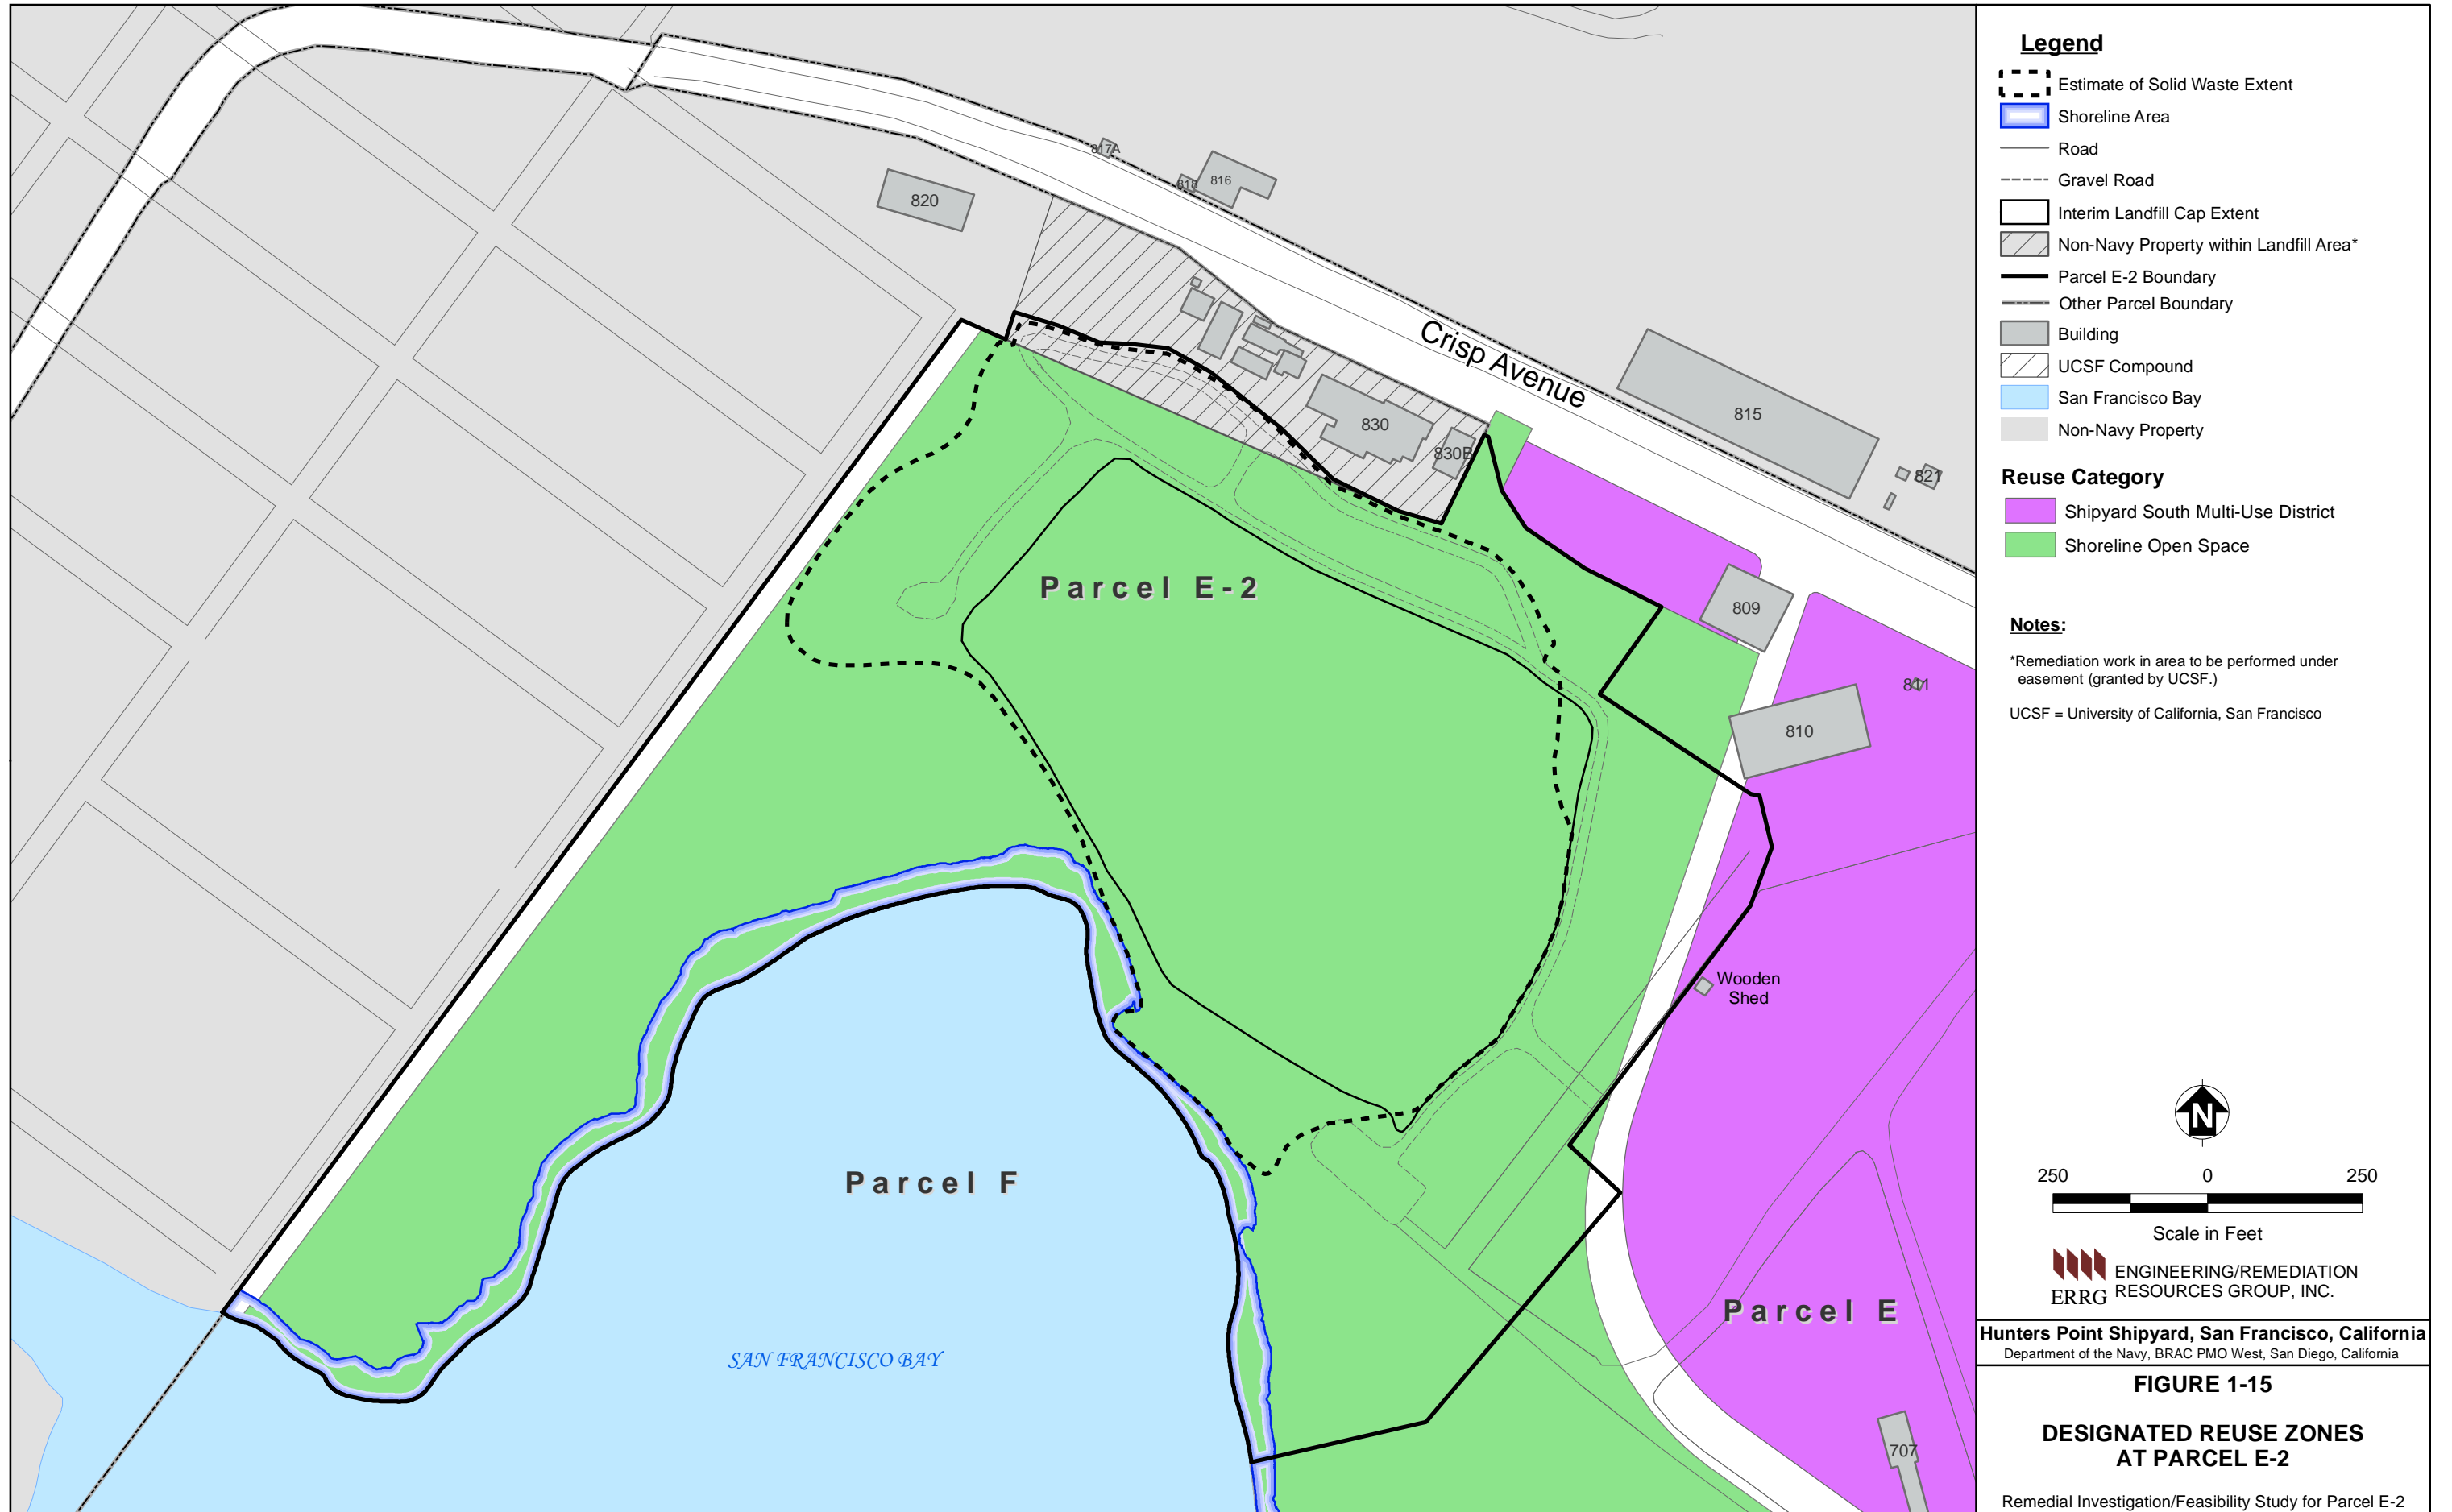 817A
818
816
820
Crisp Avenue
815
821
830
830B
809
811
810
Parcel E-2
Wooden
Shed
Parcel F
Parcel E
SAN FRANCISCO BAY
707
Legend
Estimate of Solid Waste Extent
Shoreline Area
Road
Gravel Road
Interim Landfill Cap Extent
Non-Navy Property within Landfill Area*
Parcel E-2 Boundary
Other Parcel Boundary
Building
UCSF Compound
San Francisco Bay
Non-Navy Property
Reuse Category
Shipyard South Multi-Use District
Shoreline Open Space
Notes:
*Remediation work in area to be performed under
easement (granted by UCSF.)
UCSF = University of California, San Francisco
N
250 0 250
Scale in Feet
ERRG
ENGINEERING/REMEDIATION
RESOURCES GROUP, INC.
Hunters Point Shipyard, San Francisco, California
Department of the Navy, BRAC PMO West, San Diego, California
FIGURE 1-15
DESIGNATED REUSE ZONES
AT PARCEL E-2
Remedial Investigation/Feasibility Study for Parcel E-2